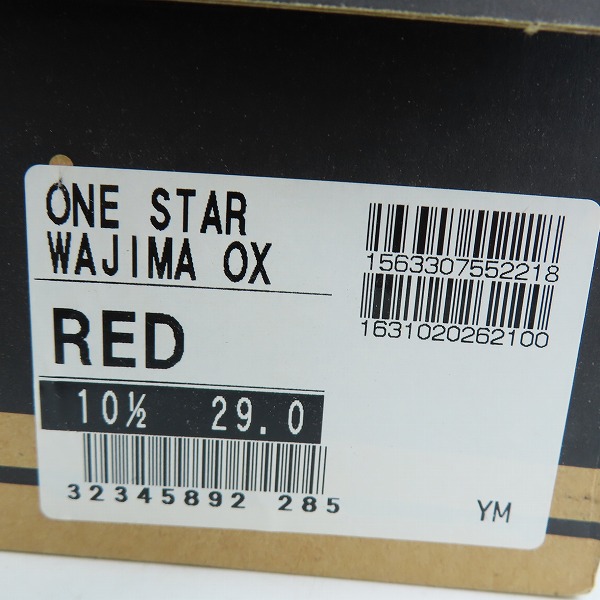 ONE STAR
WAJIMA OX
RED
10½ 29.0
32345892 285
1563307552218
1631020262100
YM